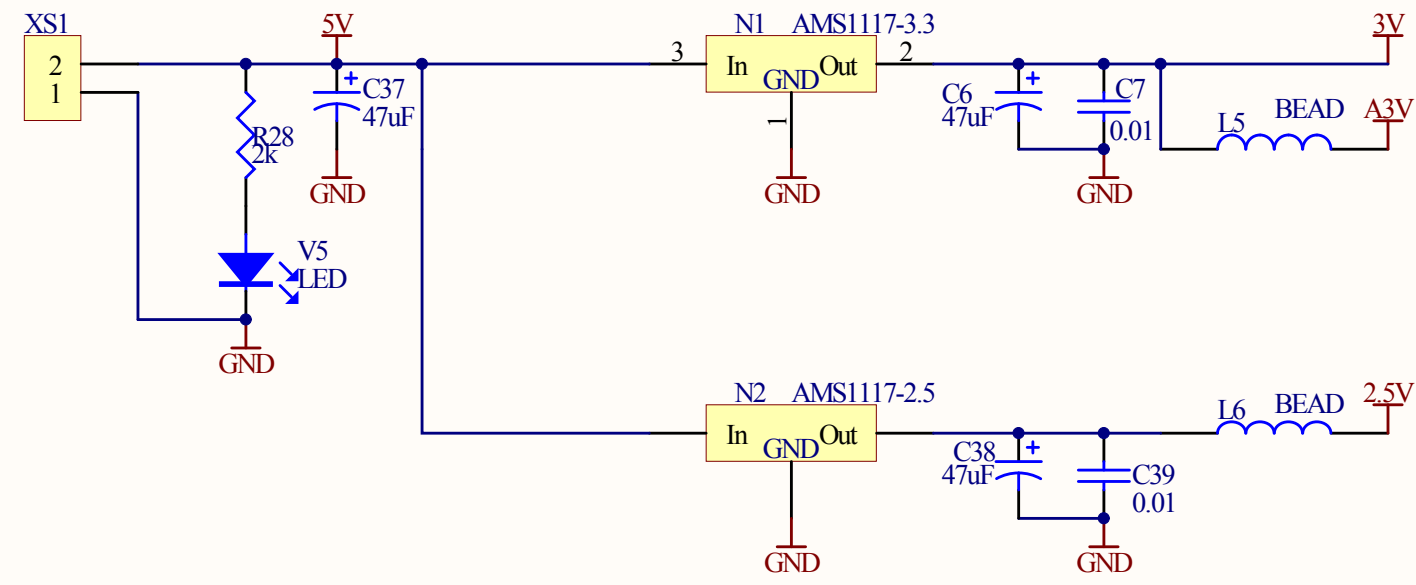 XS1
2
1
5V
C37
47uF
GND
R28
2k
V5
LED
GND
N1 AMS1117-3.3
3
In
GND
Out
2
1
GND
C6
47uF
C7
0.01
GND
3V
L5
BEAD
A3V
N2 AMS1117-2.5
In
GND
Out
GND
C38
47uF
C39
0.01
GND
L6
BEAD
2.5V